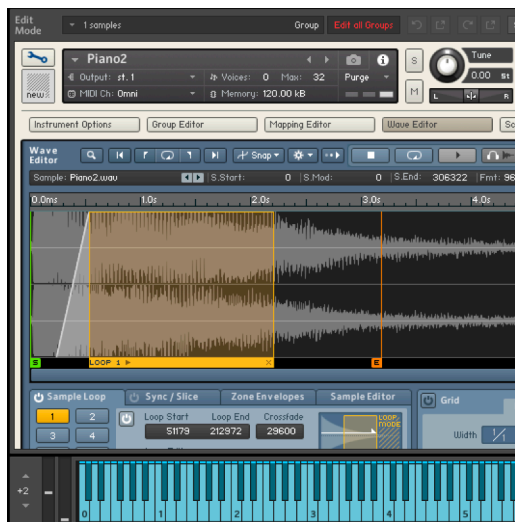 Edit Mode
1 samples
Group
Edit all Groups
Piano2
Output: st. 1
Voices: 0 Max: 32
Purge
MIDI Ch: Omni
Memory: 120.00 kB
new
S
M
Tune
0.00 st
L
R
Instrument Options
Group Editor
Mapping Editor
Wave Editor
Wave Editor
Snap
Sample: Piano2.wav
S.Start: 0
S.Mod: 0
S.End: 306322
Fmt: 96
0.0ms
1.0s
2.0s
3.0s
4.0s
S
LOOP 1
X
E
Sample Loop
Sync / Slice
Zone Envelopes
Sample Editor
Grid
1
2
3
4
Loop Start
Loop End
Crossfade
51179
212972
29600
LOOP MODE
Width
1/1
+2
0
1
2
3
4
5